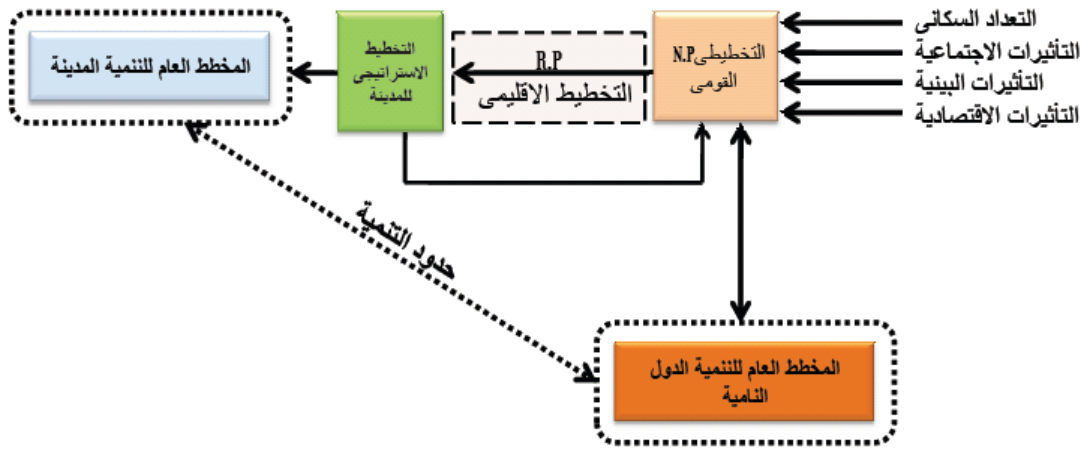 التعداد السكانى
التأثيرات الاجتماعية
التأثيرات البينية
التأثيرات الاقتصادية
التخطيطى N.P
القومى
R.P
التخطيط الاقليمى
التخطيط
الاستراتيجى
للمدينة
المخطط العام للتنمية المدينة
حدود التنمية
المخطط العام للتنمية الدول
النامية